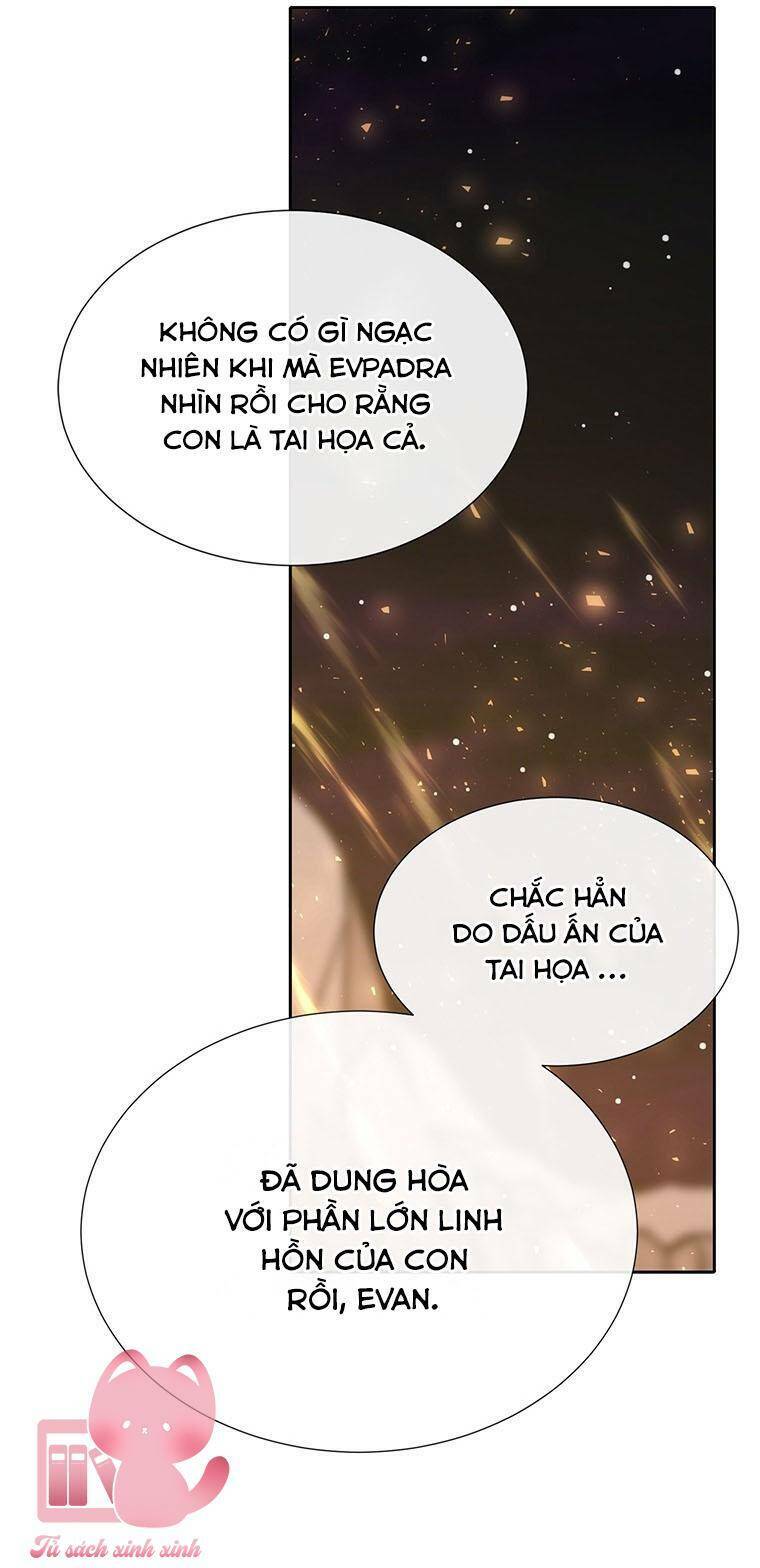 KHÔNG CÓ GÌ NGẠC
NHIÊN KHI MÀ EVPADRA
NHÌN RỒI CHO RẰNG
CON LÀ TAI HỌA CẢ.
CHẮC HẲN
DO DẤU ẤN CỦA
TAI HỌA ...
ĐÃ DUNG HÒA
VỚI PHẦN LỚN LINH
HỒN CỦA CON
RỒI, EVAN.
Tủ sách xinh xinh